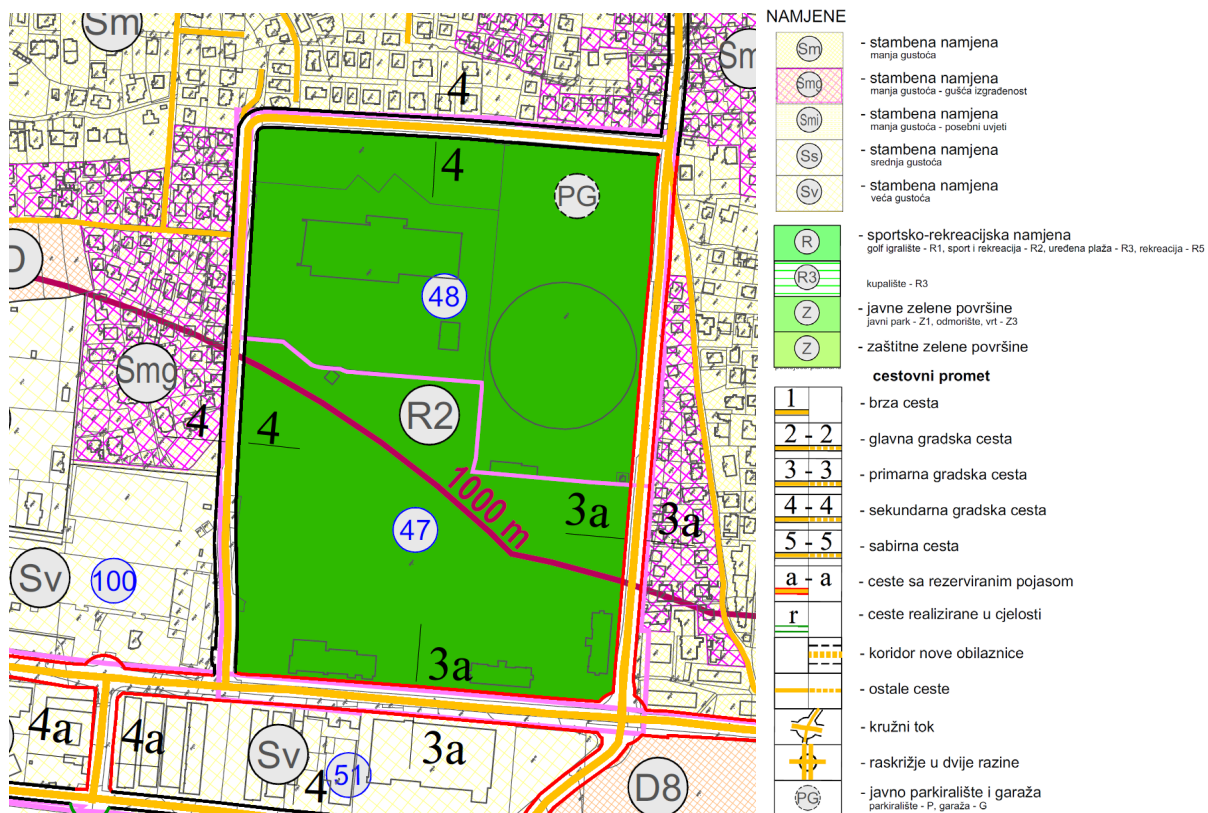 Sm
4
Sm
4
PG
D
48
Smg
R2
4
4
1000 m
3a
3a
47
Sv
100
3a
4a
4a
Sv
3a
4
51
D8
NAMJENE
Sm
- stambena namjena
manja gustoća
Smg
- stambena namjena
manja gustoća - gušća izgrađenost
Smi
- stambena namjena
manja gustoća - posebni uvjeti
Ss
- stambena namjena
srednja gustoća
Sv
- stambena namjena
veća gustoća
R
- sportsko-rekreacijska namjena
golf igralište - R1, sport i rekreacija - R2, uređena plaža - R3, rekreacija - R5
R3
kupalište - R3
Z
- javne zelene površine
javni park - Z1, odmorište, vrt - Z3
Z
- zaštitne zelene površine
cestovni promet
1
- brza cesta
2 - 2
- glavna gradska cesta
3 - 3
- primarna gradska cesta
4 - 4
- sekundarna gradska cesta
5 - 5
- sabirna cesta
a - a
- ceste sa rezerviranim pojasom
r
- ceste realizirane u cjelosti
- koridor nove obilaznice
- ostale ceste
- kružni tok
- raskrižje u dvije razine
PG
- javno parkiralište i garaža
parkiralište - P, garaža - G